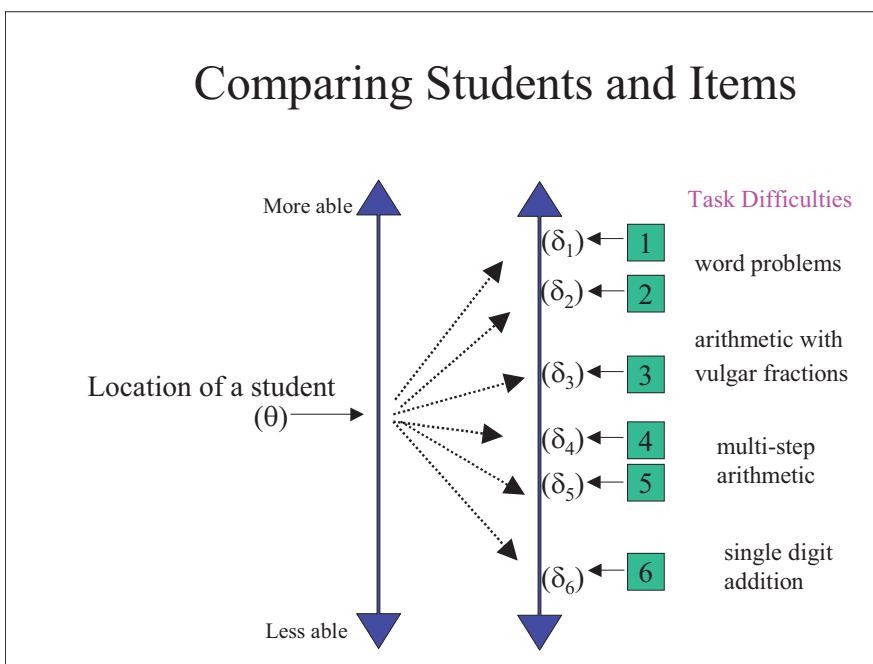 Comparing Students and Items
More able
Task Difficulties
(δ1) 1
word problems
(δ2) 2
arithmetic with
vulgar fractions
(δ3) 3
Location of a student
(θ)
(δ4) 4
multi-step
arithmetic
(δ5) 5
single digit
addition
(δ6) 6
Less able